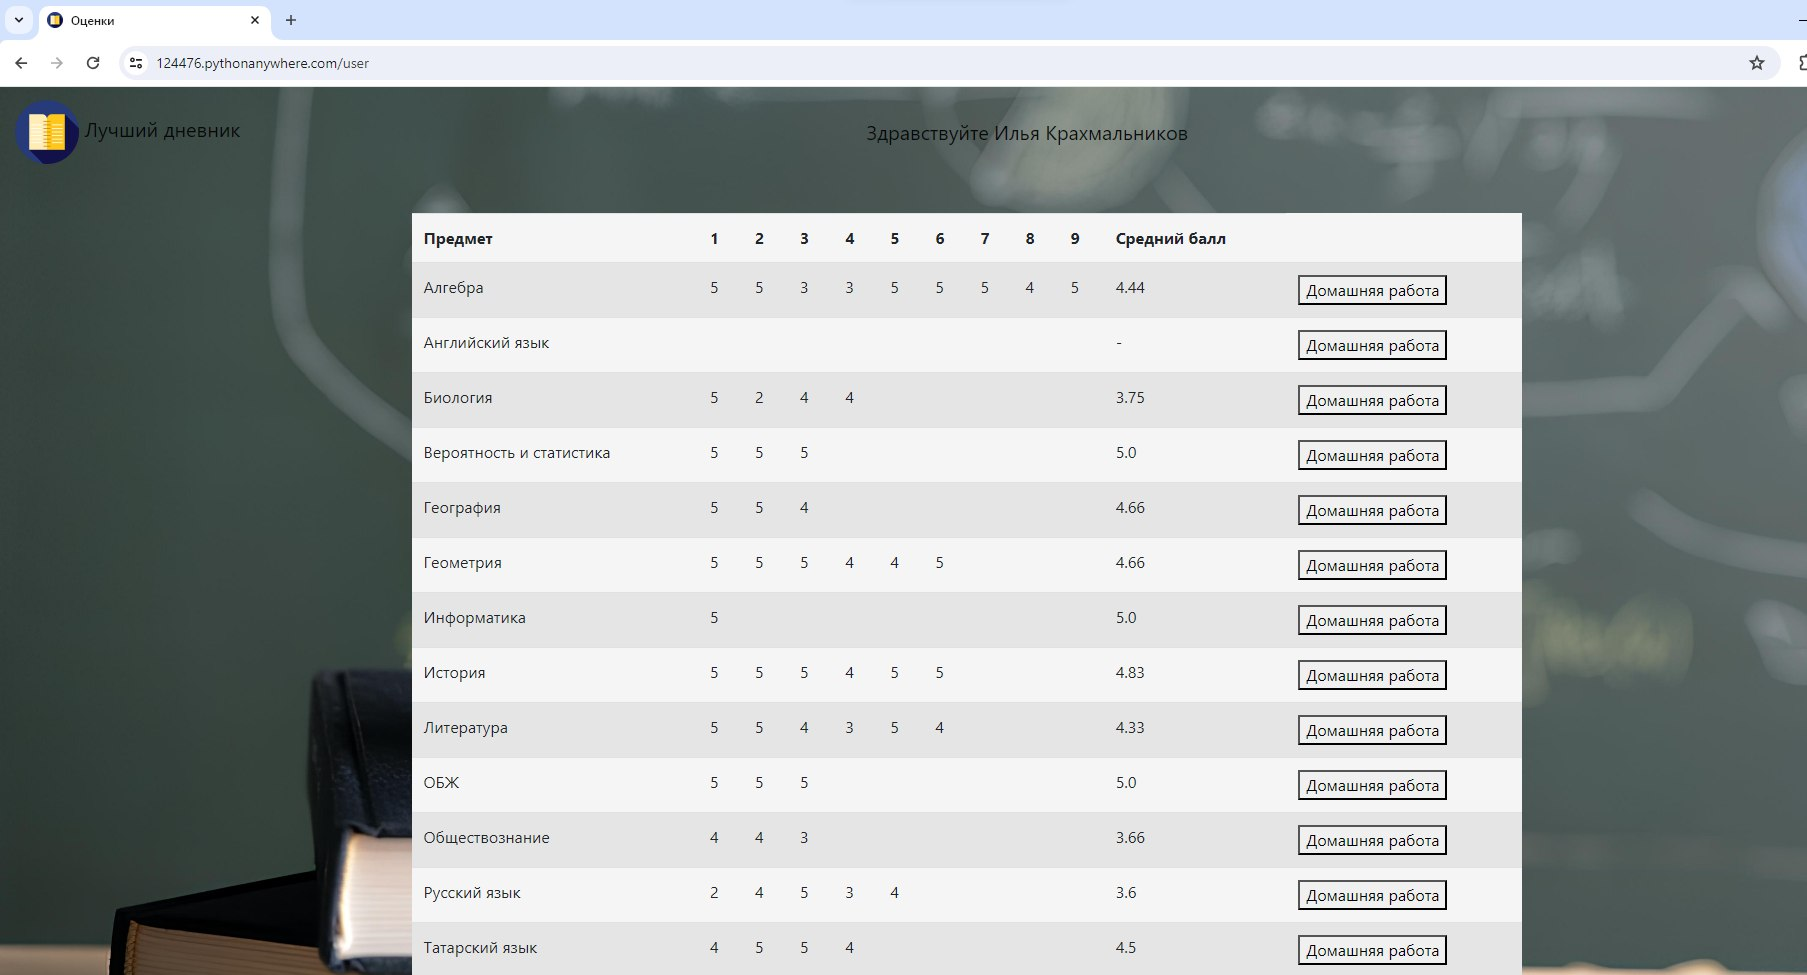 Оценки
124476.pythonanywhere.com/user
Лучший дневник
Здравствуйте Илья Крахмальников
Предмет 1 2 3 4 5 6 7 8 9 Средний балл
Алгебра 5 5 3 3 5 5 5 4 5 4.44 Домашняя работа
Английский язык - Домашняя работа
Биология 5 2 4 4 3.75 Домашняя работа
Вероятность и статистика 5 5 5 5.0 Домашняя работа
География 5 5 4 4.66 Домашняя работа
Геометрия 5 5 5 4 4 5 4.66 Домашняя работа
Информатика 5 5.0 Домашняя работа
История 5 5 5 4 5 5 4.83 Домашняя работа
Литература 5 5 4 3 5 4 4.33 Домашняя работа
ОБЖ 5 5 5 5.0 Домашняя работа
Обществознание 4 4 3 3.66 Домашняя работа
Русский язык 2 4 5 3 4 3.6 Домашняя работа
Татарский язык 4 5 5 4 4.5 Домашняя работа